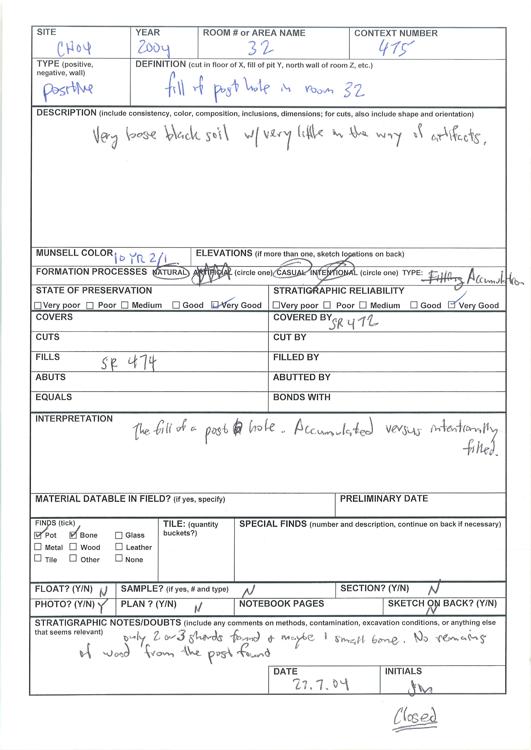 SITE YEAR ROOM # or AREA NAME CONTEXT NUMBER
CH04 2004 32 475
TYPE (positive, negative, wall) DEFINITION (cut in floor of X, fill of pit Y, north wall of room Z, etc.)
positive fill of post hole in room 32
DESCRIPTION (include consistency, color, composition, inclusions, dimensions; for cuts, also include shape and orientation)
Very loose black soil w/ very little in the way of artifacts.
MUNSELL COLOR 10 YR 2/1 ELEVATIONS (if more than one, sketch locations on back)
FORMATION PROCESSES NATURAL ARTIFICIAL (circle one) CASUAL INTENTIONAL (circle one) TYPE: Filling Accumulation
STATE OF PRESERVATION STRATIGRAPHIC RELIABILITY
Very poor Poor Medium Good Very Good Very poor Poor Medium Good Very Good
COVERS COVERED BY SR 472
CUTS CUT BY
FILLS SR 474 FILLED BY
ABUTS ABUTTED BY
EQUALS BONDS WITH
INTERPRETATION
The fill of a post hole. Accumulated versus intentionally
filled.
MATERIAL DATABLE IN FIELD? (if yes, specify) PRELIMINARY DATE
FINDS (tick) TILE: (quantity buckets?) SPECIAL FINDS (number and description, continue on back if necessary)
Pot Bone Glass
Metal Wood Leather
Tile Other None
FLOAT? (Y/N) N SAMPLE? (if yes, # and type) N SECTION? (Y/N) N
PHOTO? (Y/N) Y PLAN ? (Y/N) N NOTEBOOK PAGES SKETCH ON BACK? (Y/N) N
STRATIGRAPHIC NOTES/DOUBTS (include any comments on methods, contamination, excavation conditions, or anything else
that seems relevant) only 2 or 3 sherds found & maybe 1 small bone. No remains
of wood from the post found
DATE INITIALS
27.7.04
Closed